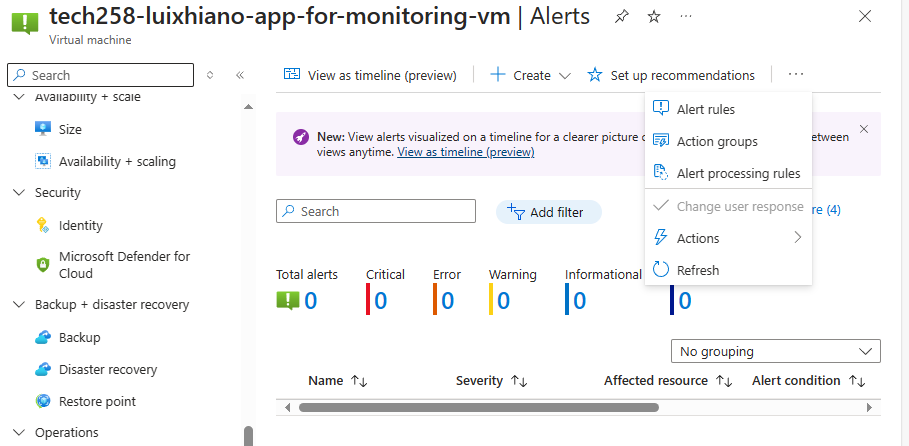 tech258-luixhiano-app-for-monitoring-vm | Alerts
Virtual machine
Search
View as timeline (preview)
Create
Set up recommendations
Availability + scale
Size
Availability + scaling
Security
Identity
Microsoft Defender for
Cloud
Backup + disaster recovery
Backup
Disaster recovery
Restore point
Operations
Alert rules
Action groups
Alert processing rules
Change user response
Actions
Refresh
New: View alerts visualized on a timeline for a clearer picture between
views anytime. View as timeline (preview)
Search
Add filter
(4)
Total alerts Critical Error Warning Informational
0 0 0 0 0 0
No grouping
Name Severity Affected resource Alert condition